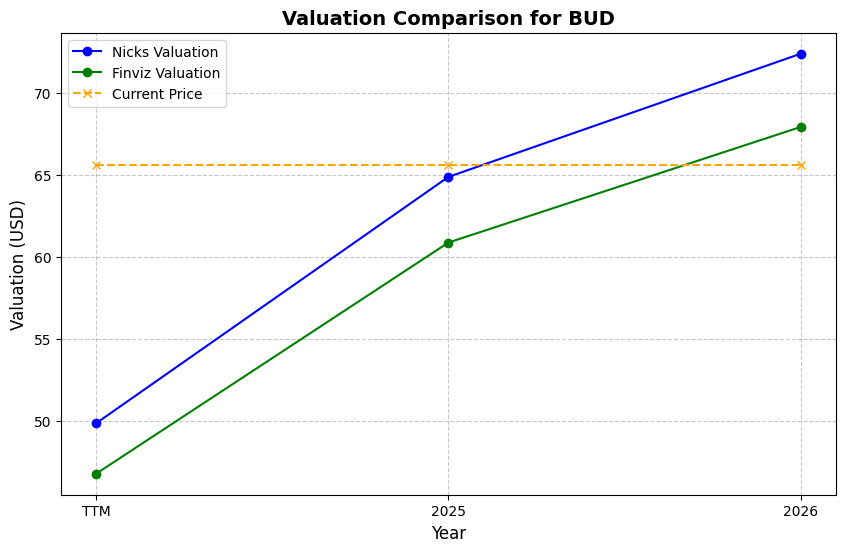 Valuation Comparison for BUD
Nicks Valuation
Finviz Valuation
Current Price
Valuation (USD)
70
65
60
55
50
TTM
2025
2026
Year